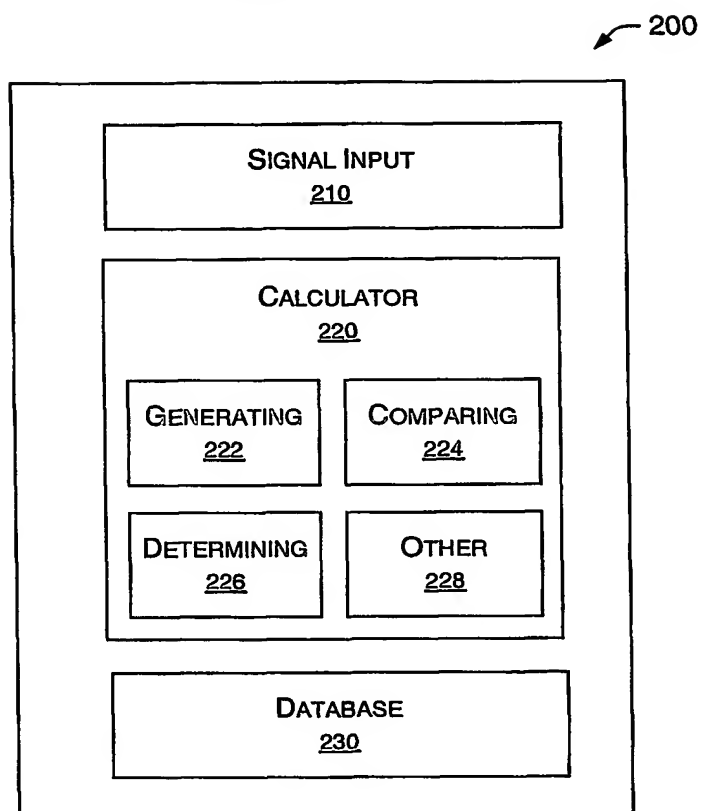 200
SIGNAL INPUT
210
CALCULATOR
220
GENERATING
222
COMPARING
224
DETERMINING
226
OTHER
228
DATABASE
230